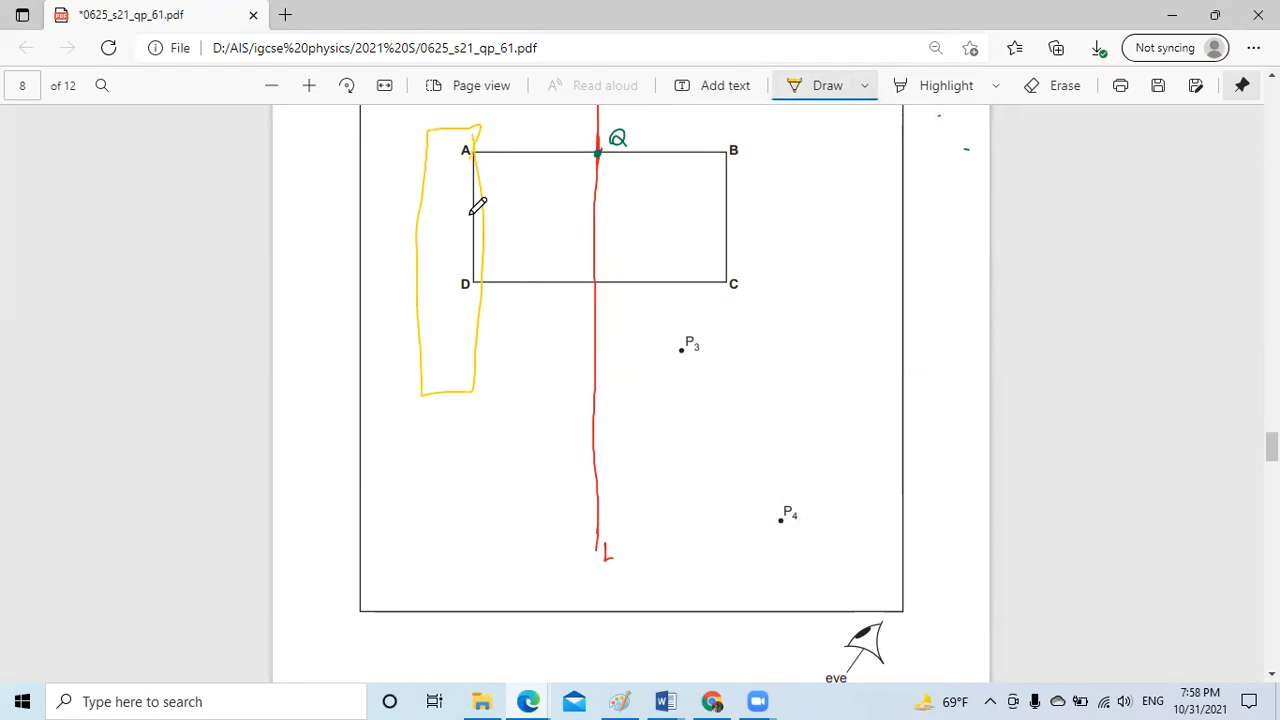 *0625_s21_qp_61.pdf
File
D:/AIS/igcse%20physics/2021%20S/0625_s21_qp_61.pdf
Not syncing
8 of 12
Page view
Read aloud
Add text
Draw
Highlight
Erase
Q
A
B
D
C
P3
P4
L
eye
Type here to search
69°F
ENG
7:58 PM
10/31/2021